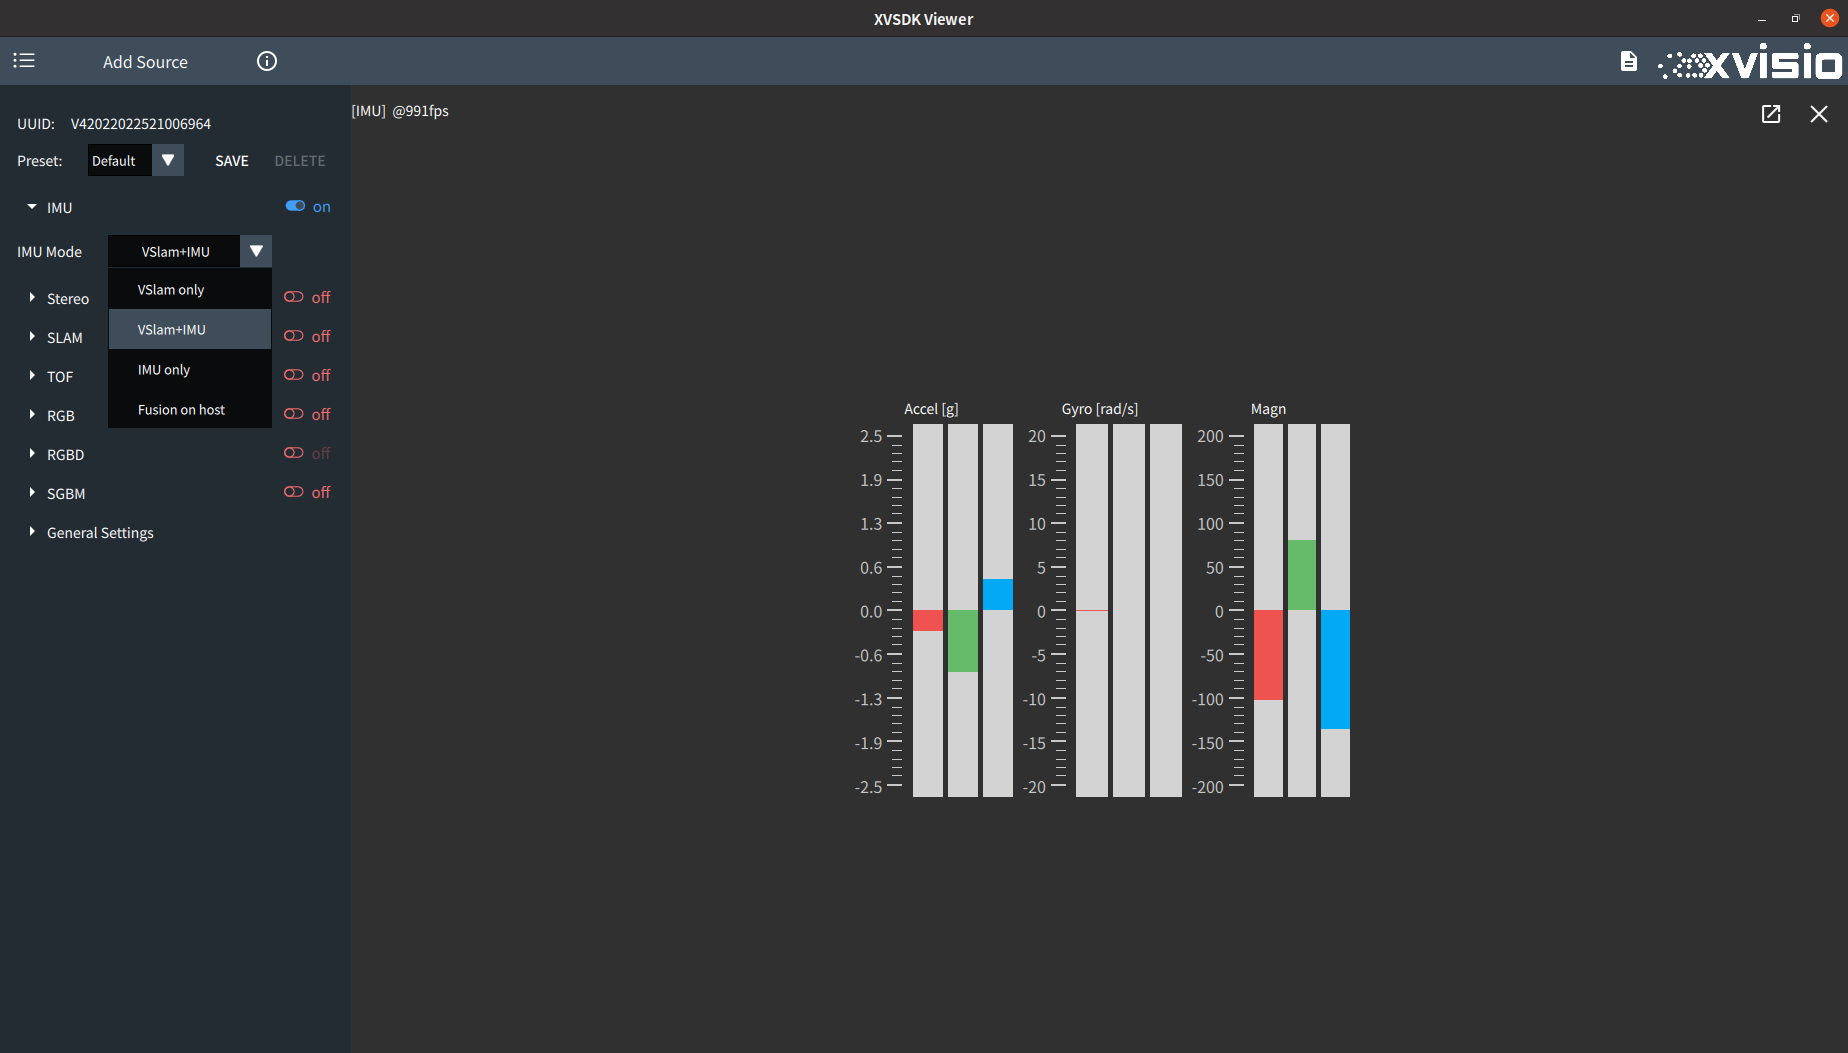 XVSDK Viewer
Add Source
xvisio
UUID: V42022022521006964
Preset: Default SAVE DELETE
IMU on
IMU Mode VSlam+IMU
VSlam only
VSlam+IMU
IMU only
Fusion on host
Stereo off
SLAM off
TOF off
RGB off
RGBD off
SGBM off
General Settings
[IMU] @991fps
Accel [g]
2.5
1.9
1.3
0.6
0.0
-0.6
-1.3
-1.9
-2.5
Gyro [rad/s]
20
15
10
5
0
-5
-10
-15
-20
Magn
200
150
100
50
0
-50
-100
-150
-200